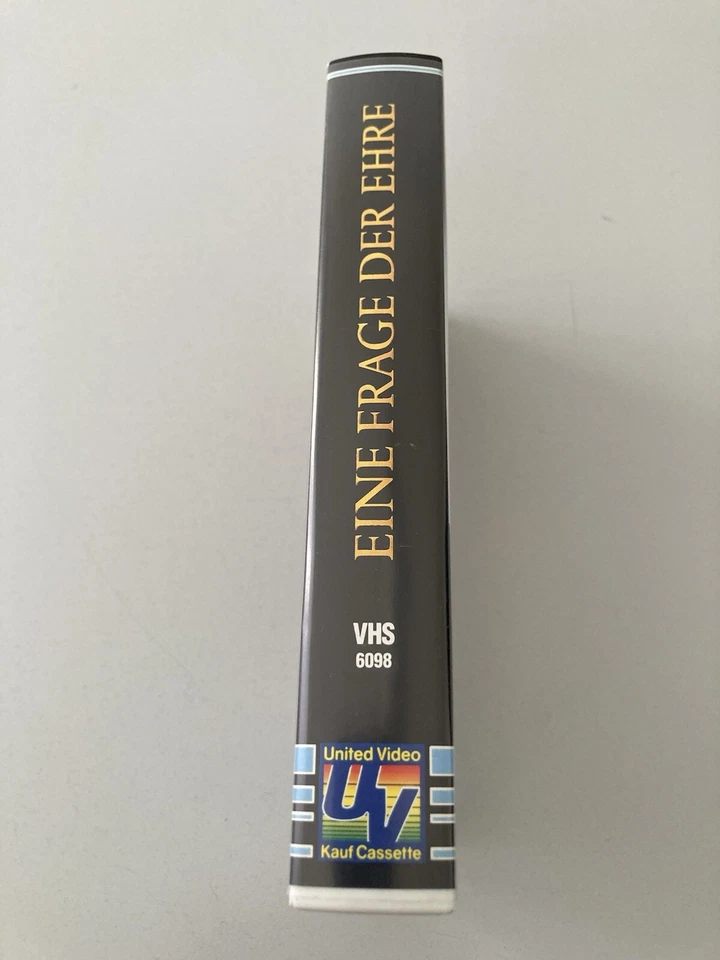 EINE FRAGE DER EHRE
VHS
6098
United Video
UV
Kauf Cassette